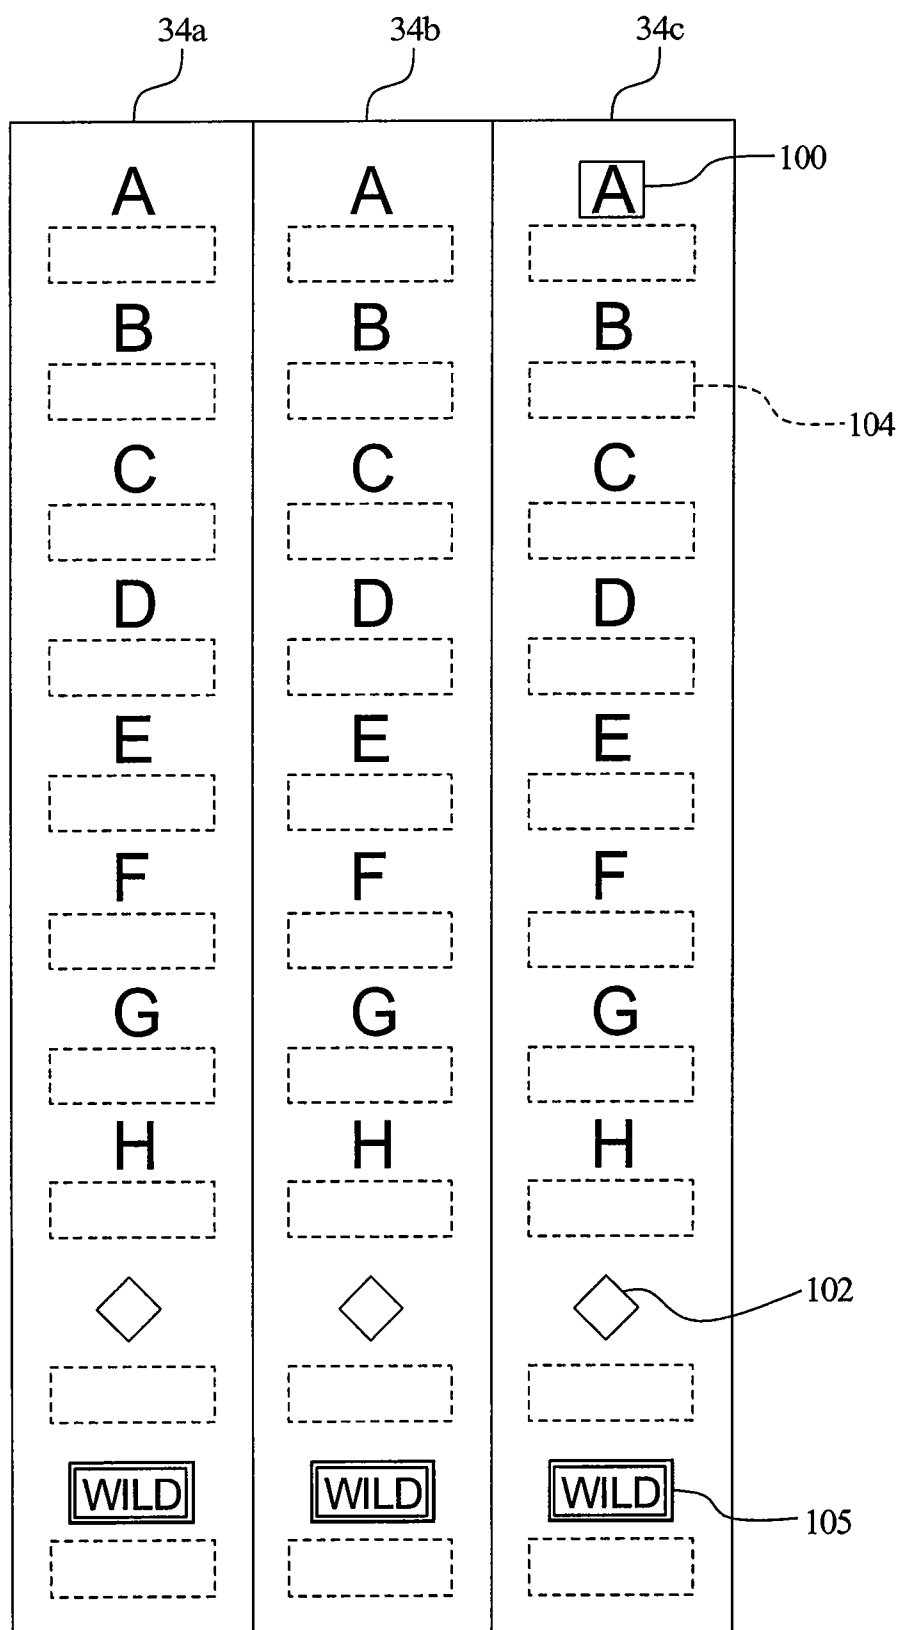 34a 34b 34c
A A A 100
B B B
104
C C C
D D D
E E E
F F F
G G G
H H H
102
WILD WILD WILD
105